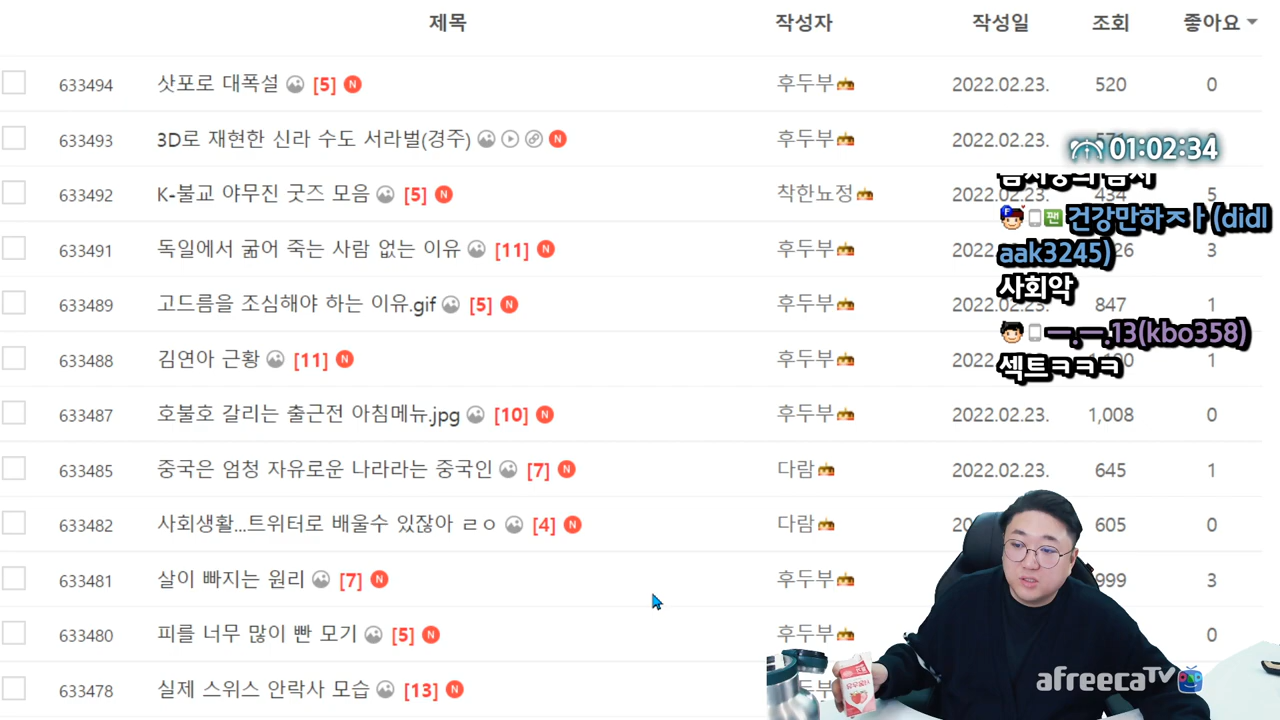 제목 작성자 작성일 조회 좋아요
633494 삿포로 대폭설 [5] N 후두부 2022.02.23. 520 0
633493 3D로 재현한 신라 수도 서라벌(경주) N 후두부 2022.02.23.
01:02:34
633492 K-불교 야무진 굿즈 모음 [5] N 착한뇨정 2022.02.23. 434 5
팬 건강만하ㅈㅏ(didl
aak3245)
633491 독일에서 굶어 죽는 사람 없는 이유 [11] N 후두부 3
사회악
633489 고드름을 조심해야 하는 이유.gif [5] N 후두부 2022.02.23. 847 1
ㅡ.ㅡ.13(kbo358)
섹트ㅋㅋㅋ
633488 김연아 근황 [11] N 후두부 1
633487 호불호 갈리는 출근전 아침메뉴.jpg [10] N 후두부 2022.02.23. 1,008 0
633485 중국은 엄청 자유로운 나라라는 중국인 [7] N 다람 2022.02.23. 645 1
633482 사회생활...트위터로 배울수 있잖아 ㄹㅇ [4] N 다람 605 0
633481 살이 빠지는 원리 [7] N 후두부 999 3
633480 피를 너무 많이 빤 모기 [5] N 후두부 0
633478 실제 스위스 안락사 모습 [13] N
afreecaTV